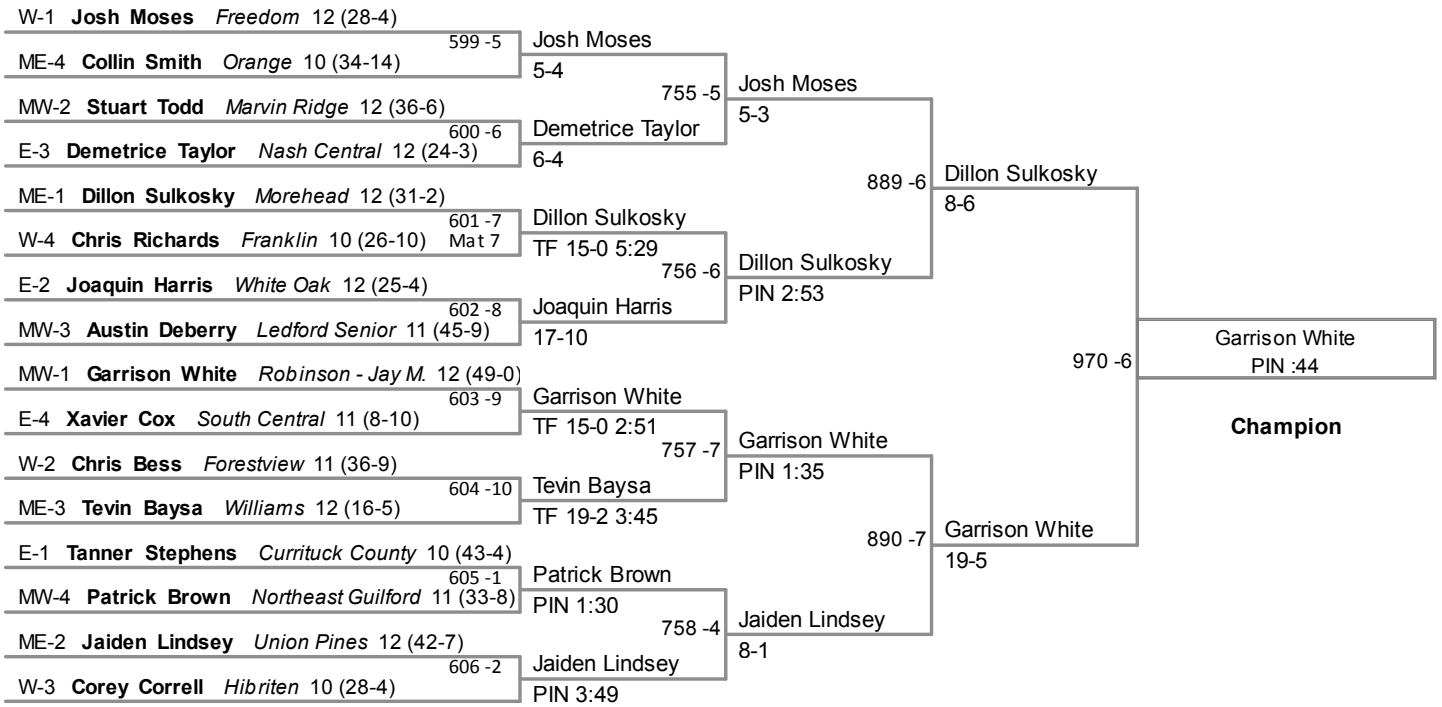 W-1 Josh Moses Freedom 12 (28-4)
599 -5
ME-4 Collin Smith Orange 10 (34-14)
MW-2 Stuart Todd Marvin Ridge 12 (36-6)
600 -6
E-3 Demetrice Taylor Nash Central 12 (24-3)
ME-1 Dillon Sulkosky Morehead 12 (31-2)
601 -7
Mat 7
W-4 Chris Richards Franklin 10 (26-10)
E-2 Joaquin Harris White Oak 12 (25-4)
602 -8
MW-3 Austin Deberry Ledford Senior 11 (45-9)
MW-1 Garrison White Robinson - Jay M. 12 (49-0)
603 -9
E-4 Xavier Cox South Central 11 (8-10)
W-2 Chris Bess Forestview 11 (36-9)
604 -10
ME-3 Tevin Baysa Williams 12 (16-5)
E-1 Tanner Stephens Currituck County 10 (43-4)
605 -1
MW-4 Patrick Brown Northeast Guilford 11 (33-8)
ME-2 Jaiden Lindsey Union Pines 12 (42-7)
606 -2
W-3 Corey Correll Hibriten 10 (28-4)
Josh Moses
5-4
755 -5
Demetrice Taylor
6-4
Dillon Sulkosky
TF 15-0 5:29
756 -6
Joaquin Harris
17-10
Garrison White
TF 15-0 2:51
757 -7
Tevin Baysa
TF 19-2 3:45
Patrick Brown
PIN 1:30
758 -4
Jaiden Lindsey
PIN 3:49
Josh Moses
5-3
889 -6
Dillon Sulkosky
PIN 2:53
Garrison White
PIN 1:35
890 -7
Jaiden Lindsey
8-1
Dillon Sulkosky
8-6
970 -6
Garrison White
19-5
Garrison White
PIN :44
Champion